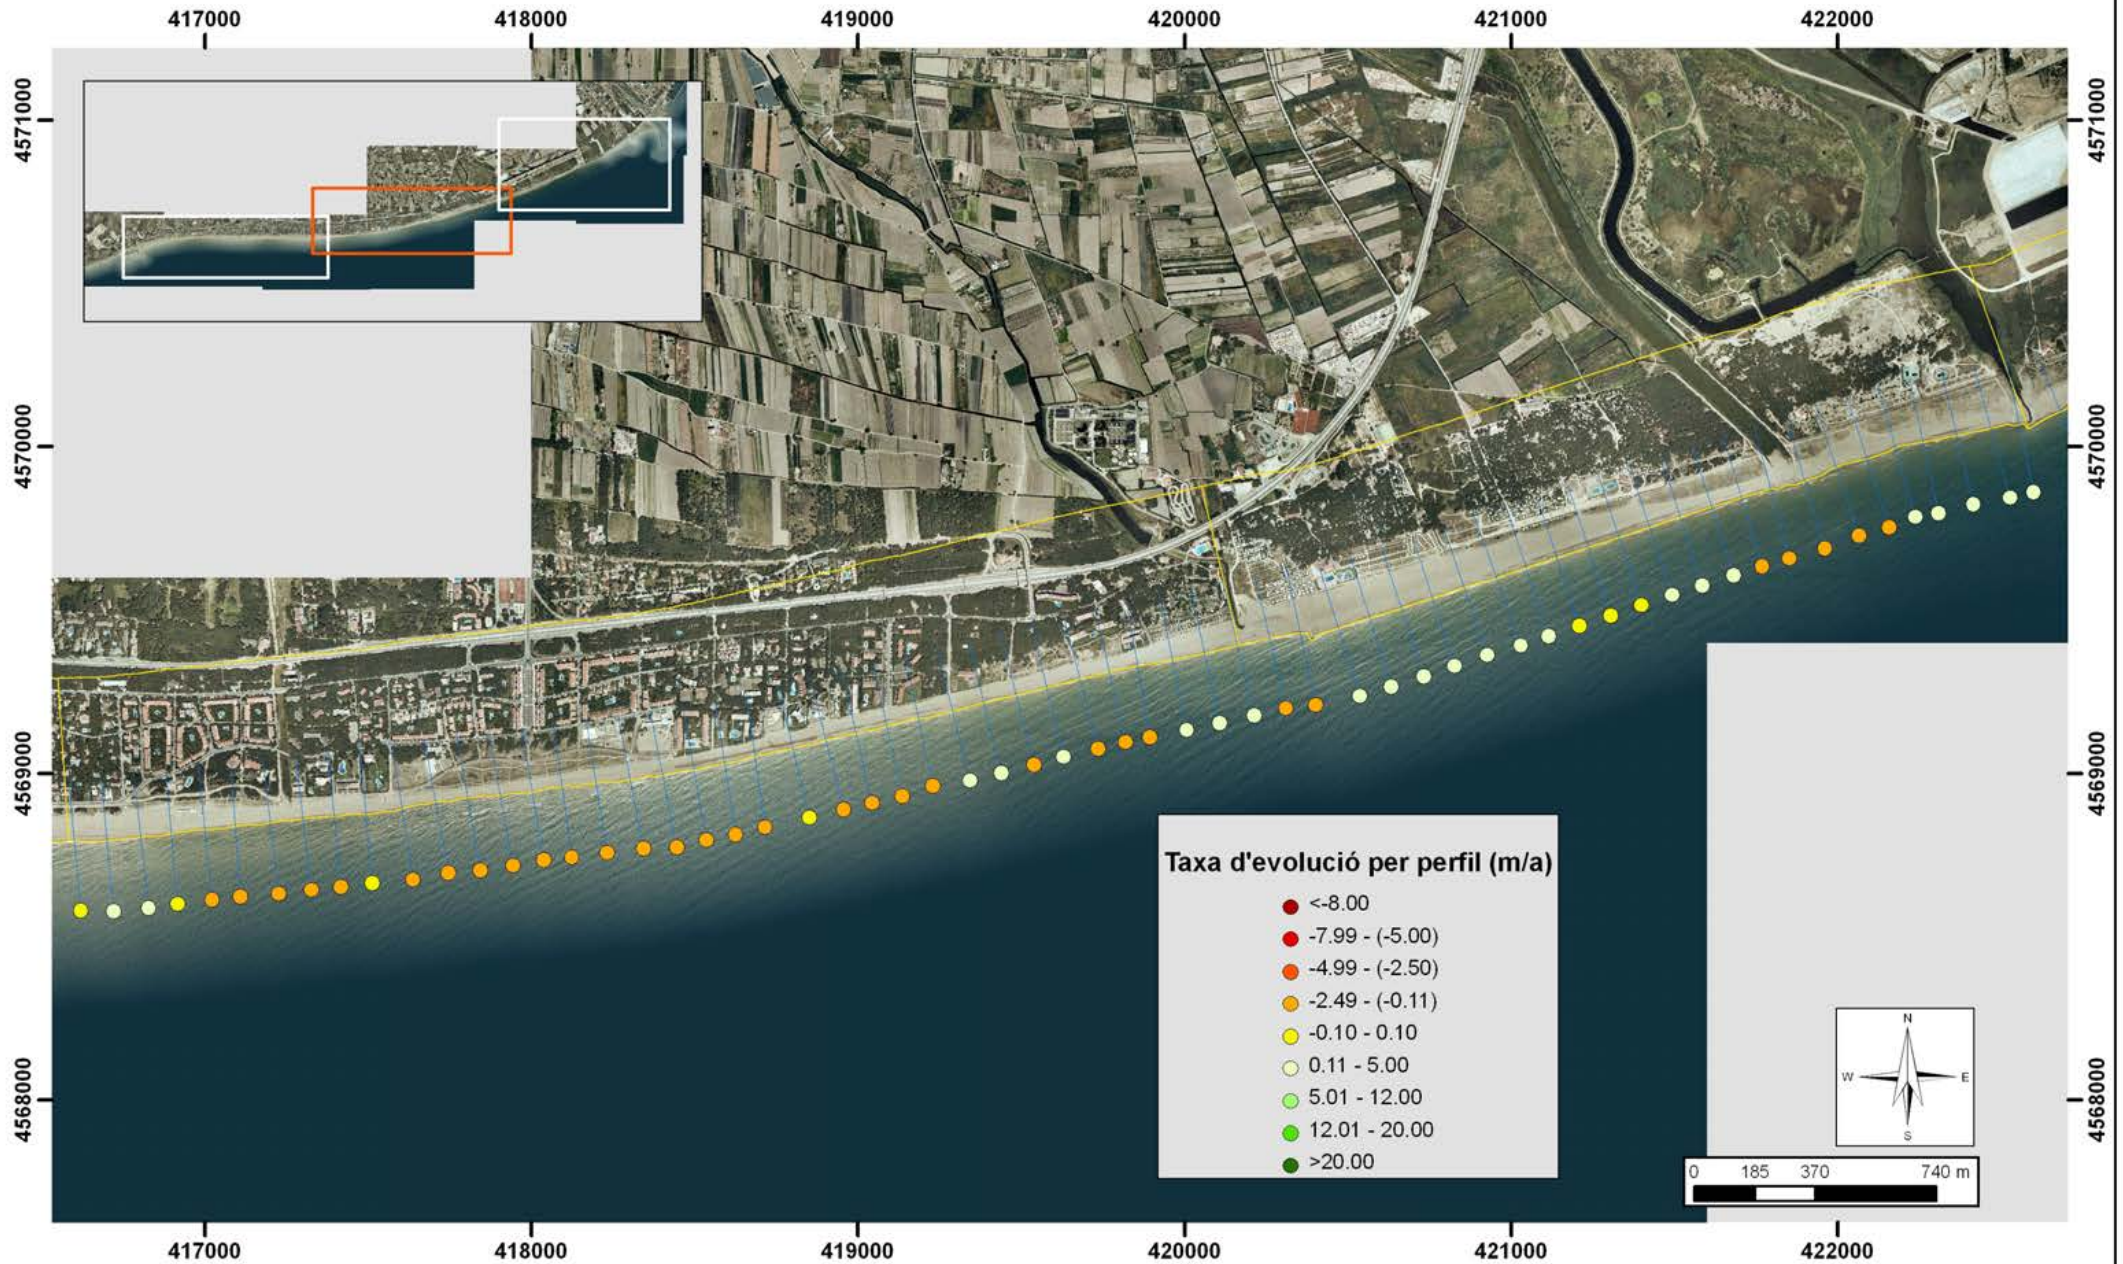 417000 418000 419000 420000 421000 422000
4571000 4571000
4570000 4570000
4569000 4569000
4568000 4568000
Taxa d'evolució per perfil (m/a)
<-8.00
-7.99 - (-5.00)
-4.99 - (-2.50)
-2.49 - (-0.11)
-0.10 - 0.10
0.11 - 5.00
5.01 - 12.00
12.01 - 20.00
>20.00
N
W E
S
0 185 370 740 m
417000 418000 419000 420000 421000 422000